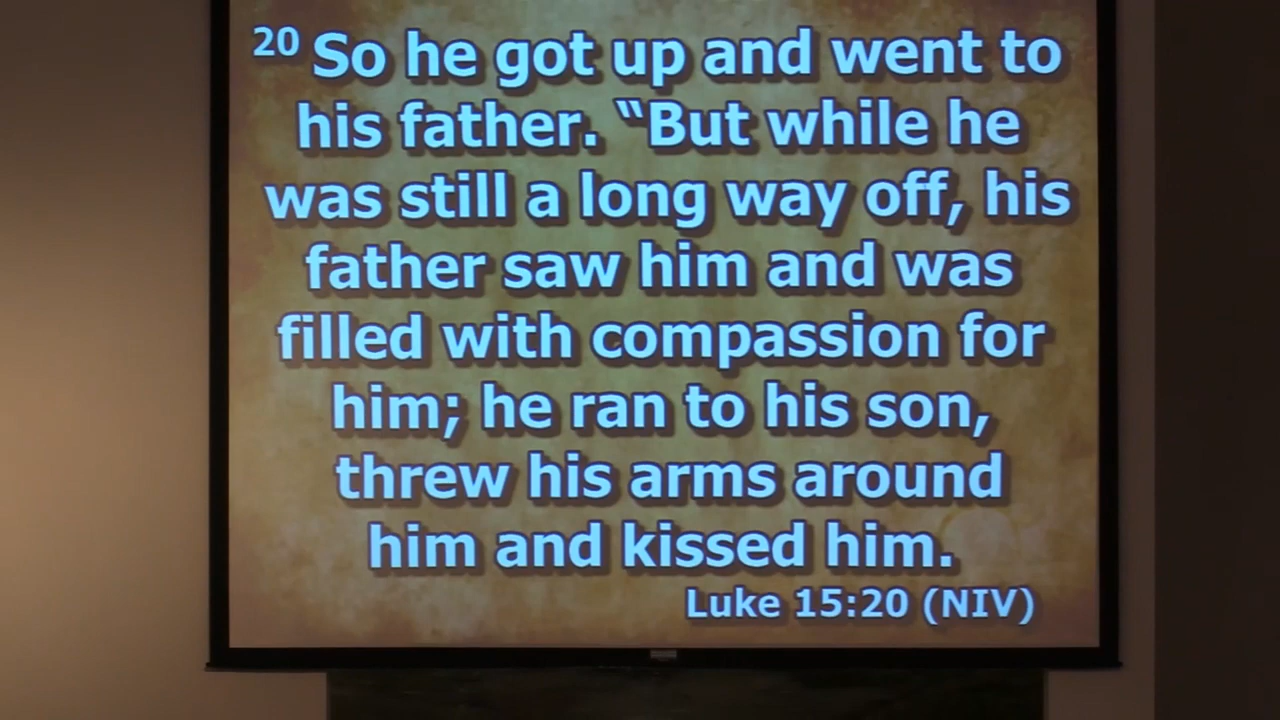 20 So he got up and went to
his father. “But while he
was still a long way off, his
father saw him and was
filled with compassion for
him; he ran to his son,
threw his arms around
him and kissed him.
Luke 15:20 (NIV)